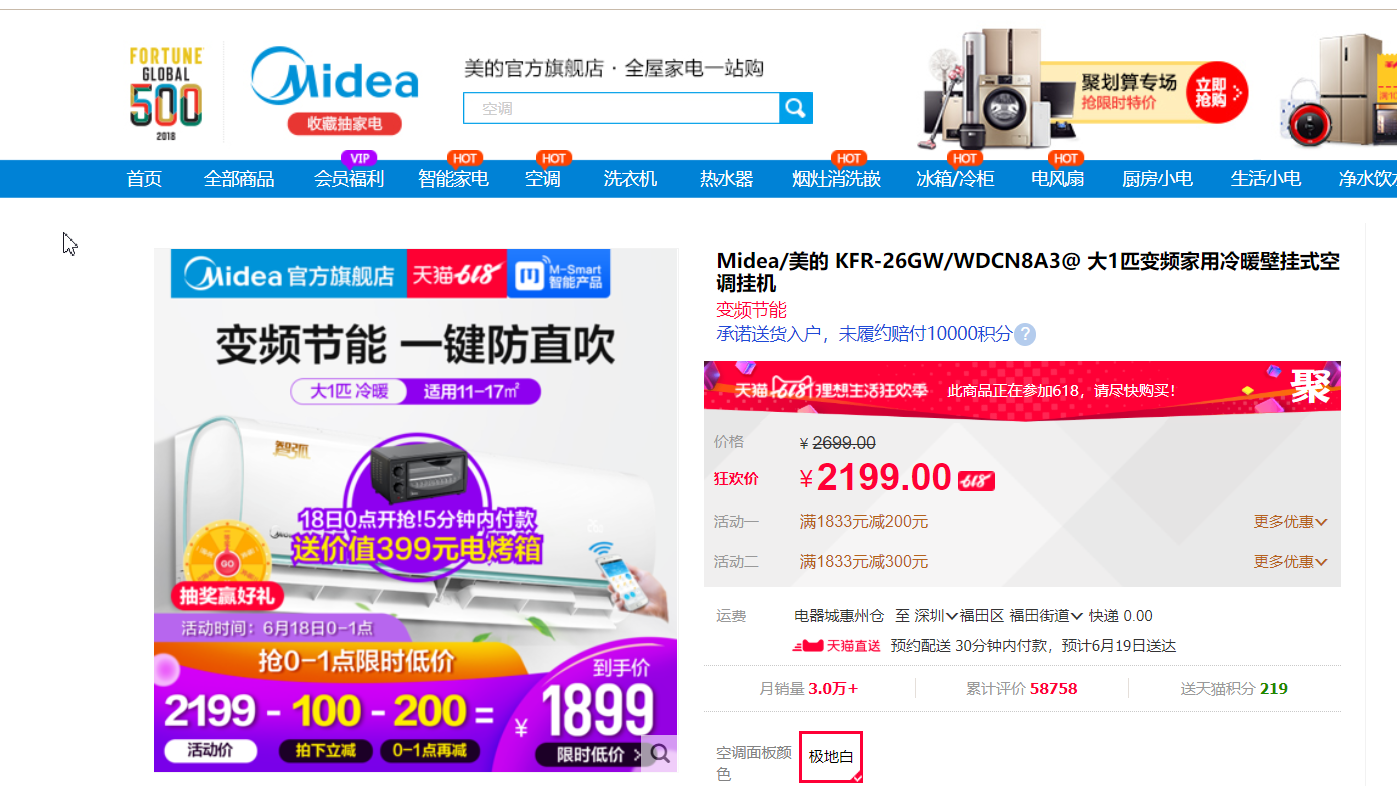 FORTUNE
GLOBAL
500
2018
Midea
收藏抽家电
美的官方旗舰店 · 全屋家电一站购
空调
聚划算专场
抢限时特价
立即
抢购
首页
全部商品
VIP
会员福利
HOT
智能家电
HOT
空调
洗衣机
热水器
HOT
烟灶消洗嵌
HOT
冰箱/冷柜
HOT
电风扇
厨房小电
生活小电
净水饮水
Midea 官方旗舰店
天猫618
M-Smart
智能产品
变频节能 一键防直吹
大1匹 冷暖
适用11-17㎡
智弧
18日0点开抢!5分钟内付款
送价值399元电烤箱
GO
抽奖赢好礼
活动时间：6月18日0-1点
抢0-1点限时低价
到手价
2199 - 100 - 200 =
¥ 1899
活动价
拍下立减
0-1点再减
限时低价 >
Midea/美的 KFR-26GW/WDCN8A3@ 大1匹变频家用冷暖壁挂式空
调挂机
变频节能
承诺送货入户，未履约赔付10000积分?
天猫618理想生活狂欢季
此商品正在参加618，请尽快购买！
聚
价格
¥ 2699.00
狂欢价
¥2199.00
618
活动一
满1833元减200元
更多优惠
活动二
满1833元减300元
更多优惠
运费
电器城惠州仓 至 深圳 福田区 福田街道 快递 0.00
天猫直送 预约配送 30分钟内付款，预计6月19日送达
月销量 3.0万+
累计评价 58758
送天猫积分 219
空调面板颜
色
极地白